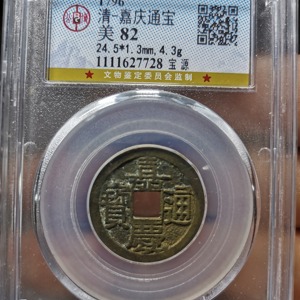 1796
清-嘉庆通宝
美 82
24.5*1.3mm,4.3g
1111627728 宝 源
★ 文物鉴定委员会监制 ★
嘉慶通寶